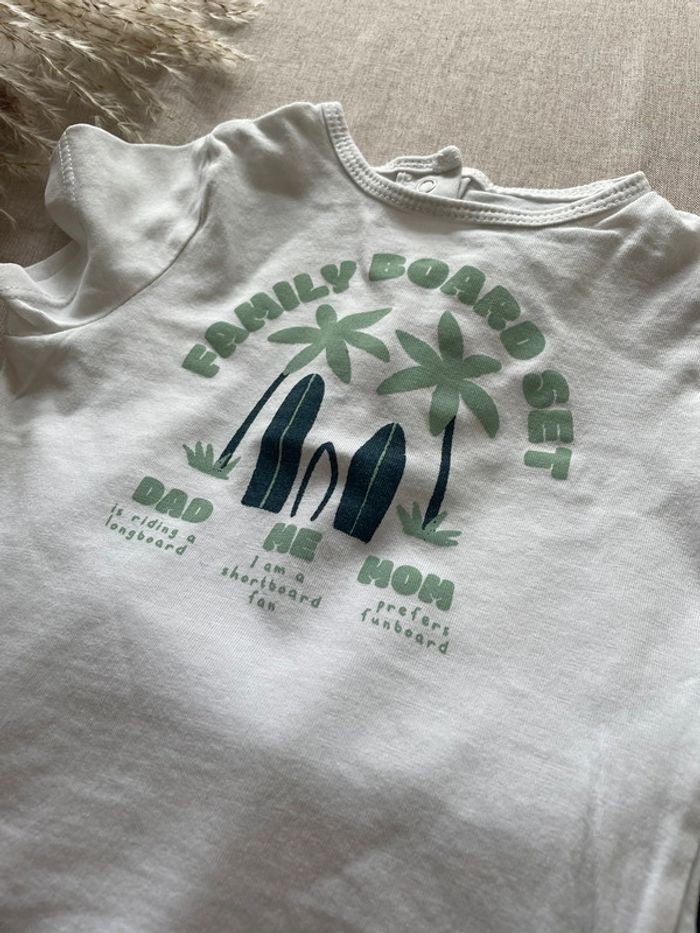 FAMILY BOARD SET
DAD
is riding a
longboard
ME
I am a
shortboard
fan
MOM
prefers
funboard